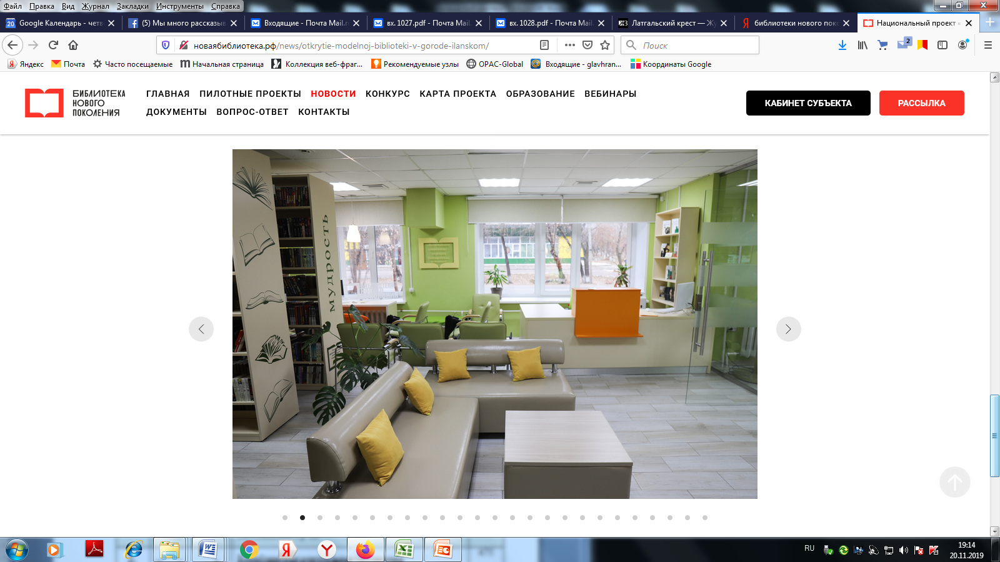 Файл Правка Вид Журнал Закладки Инструменты Справка
20 Google Календарь - четв
(5) Мы много рассказыв
Входящие - Почта Mail.ru
вх. 1027.pdf - Почта Mail.
вх. 1028.pdf - Почта Mail.
Латгальский крест — Жу
библиотеки нового поко
Национальный проект «
новаябиблиотека.рф/news/otkrytie-modelnoj-biblioteki-v-gorode-ilanskom/
Поиск
2
Яндекс Почта Часто посещаемые Начальная страница Коллекция веб-фраг... Рекомендуемые узлы OPAC-Global Входящие - glavhran... Координаты Google
БИБЛИОТЕКА
НОВОГО
ПОКОЛЕНИЯ
ГЛАВНАЯ ПИЛОТНЫЕ ПРОЕКТЫ НОВОСТИ КОНКУРС КАРТА ПРОЕКТА ОБРАЗОВАНИЕ ВЕБИНАРЫ
ДОКУМЕНТЫ ВОПРОС-ОТВЕТ КОНТАКТЫ
КАБИНЕТ СУБЪЕКТА
РАССЫЛКА
мудрость
RU
19:14
20.11.2019